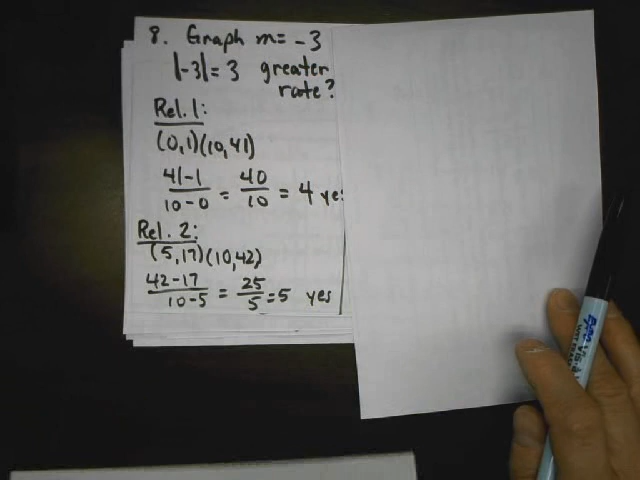 8. Graph m = -3
|-3| = 3 greater
rate?
Rel. 1:
(0,1)(10,41)
41-1/10-0 = 40/10 = 4 yes
Rel. 2:
(5,17)(10,42)
42-17/10-5 = 25/5 = 5 yes